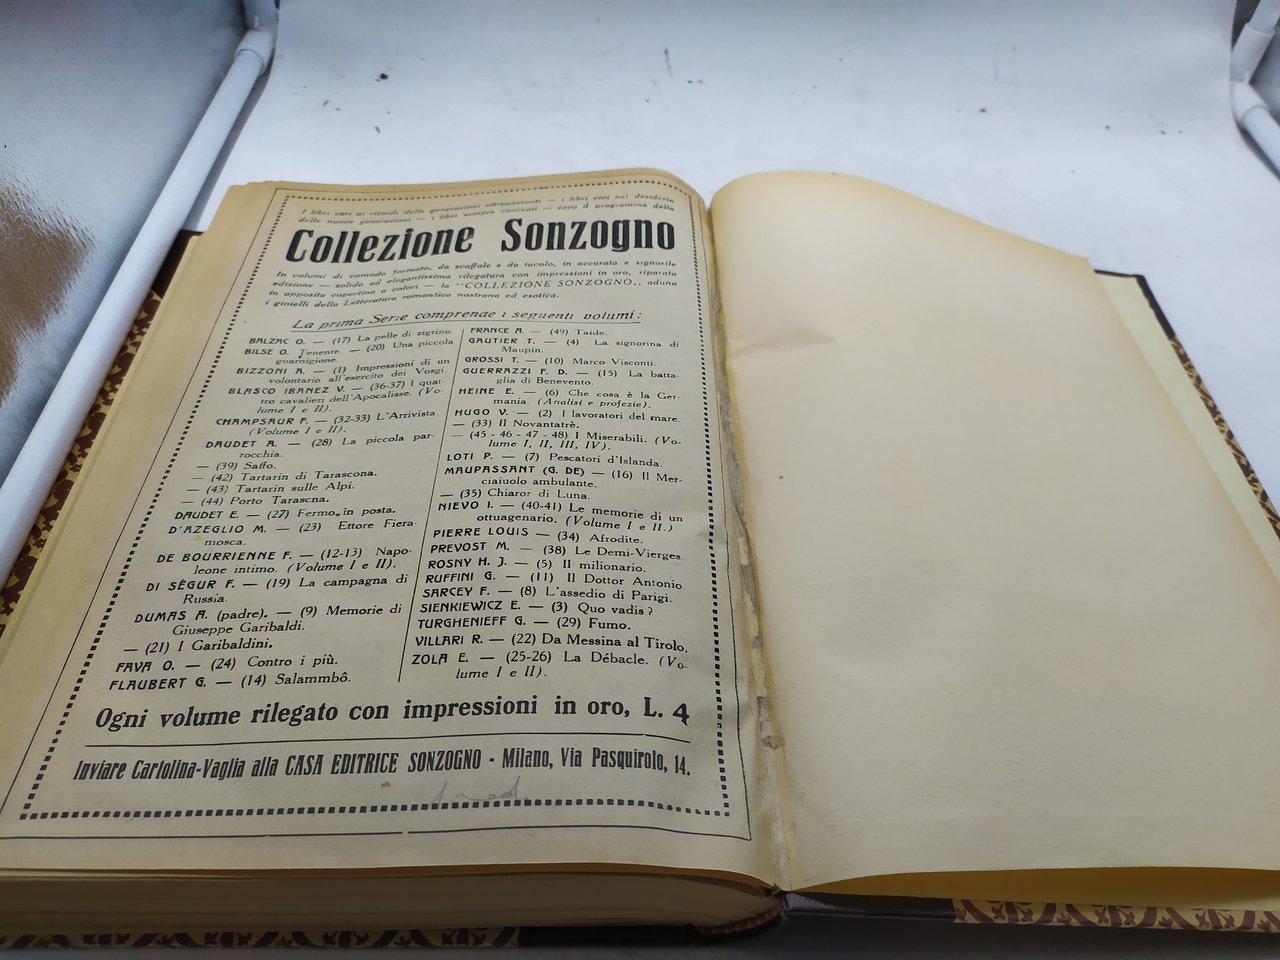 I libri cari ai ricordi delle generazioni oltrepassanti — i libri vivi nel desiderio
delle nuove generazioni — i libri sempre ricercati — ecco il programma della
Collezione Sonzogno
In volumi di comodo formato, da scaffale e da tavolo, in accurata e signorile
edizione — solida ed elegantissima rilegatura con impressioni in oro, riparata
in apposita copertina a colori — la "COLLEZIONE SONZOGNO,, aduna
i gioielli della Letteratura romantica nostrana ed esotica.
La prima Serie comprende i seguenti volumi:
BALZAC O. — (17) La pelle di zigrino.
BILSE O. Tenente. — (20) Una piccola
guarnigione.
BIZZONI A. — (1) Impressioni di un
volontario all'esercito dei Vosgi.
BLASCO IBANEZ V. — (36-37) I quat-
tro cavalieri dell'Apocalisse. (Vo-
lume I e II).
CHAMPSAUR F. — (32-33) L'Arrivista
(Volume I e II).
DAUDET A. — (28) La piccola par-
rocchia.
— (39) Saffo.
— (42) Tartarin di Tarascona.
— (43) Tartarin sulle Alpi.
— (44) Porto Tarascna.
DAUDET E. — (27) Fermo in posta.
D'AZEGLIO M. — (23) Ettore Fiera-
mosca.
DE BOURRIENNE F. — (12-13) Napo-
leone intimo. (Volume I e II).
DI SÉGUR F. — (19) La campagna di
Russia.
DUMAS A. (padre). — (9) Memorie di
Giuseppe Garibaldi.
— (21) I Garibaldini.
FAVA O. — (24) Contro i più.
FLAUBERT G. — (14) Salammbô.
FRANCE A. — (49) Taide.
GAUTIER T. — (4) La signorina di
Maupin.
GROSSI T. — (10) Marco Visconti.
GUERRAZZI F. D. — (15) La batta-
glia di Benevento.
HEINE E. — (6) Che cosa è la Ger-
mania. (Analisi e profezie).
HUGO V. — (2) I lavoratori del mare.
— (33) Il Novantatrè.
— (45 - 46 - 47 - 48) I Miserabili. (Vo-
lume I, II, III, IV).
LOTI P. — (7) Pescatori d'Islanda.
MAUPASSANT (G. DE) — (16) Il Mer-
ciaiuolo ambulante.
— (35) Chiaror di Luna.
NIEVO I. — (40-41) Le memorie di un
ottuagenario. (Volume I e II.)
PIERRE LOUIS — (34) Afrodite.
PREVOST M. — (38) Le Demi-Vierges.
ROSNY H. J. — (5) Il milionario.
RUFFINI G. — (11) Il Dottor Antonio.
SARCEY F. — (8) L'assedio di Parigi.
SIENKIEWICZ E. — (3) Quo vadis?
TURGHENIEFF G. — (29) Fumo.
VILLARI R. — (22) Da Messina al Tirolo.
ZOLA E. — (25-26) La Débacle. (Vo-
lume I e II).
Ogni volume rilegato con impressioni in oro, L. 4
Inviare Cartolina-Vaglia alla CASA EDITRICE SONZOGNO - Milano, Via Pasquirolo, 14.